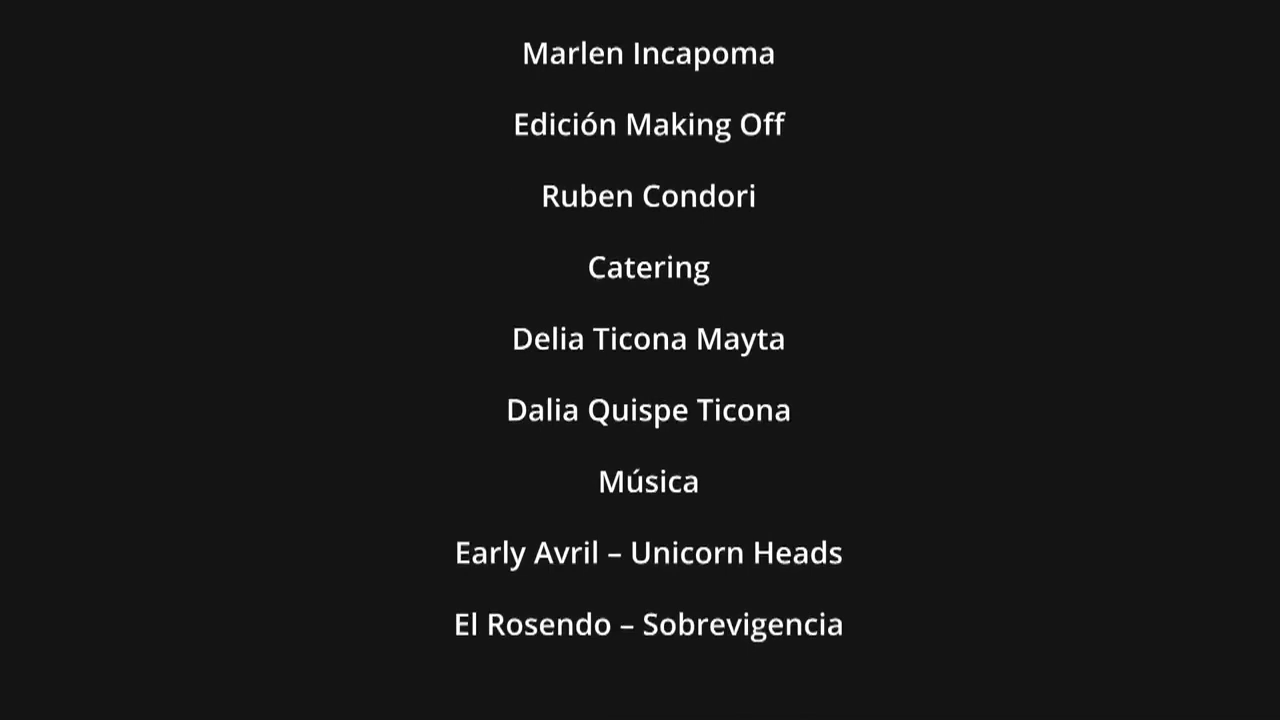 Marlen Incapoma
Edición Making Off
Ruben Condori
Catering
Delia Ticona Mayta
Dalia Quispe Ticona
Música
Early Avril – Unicorn Heads
El Rosendo – Sobrevigencia